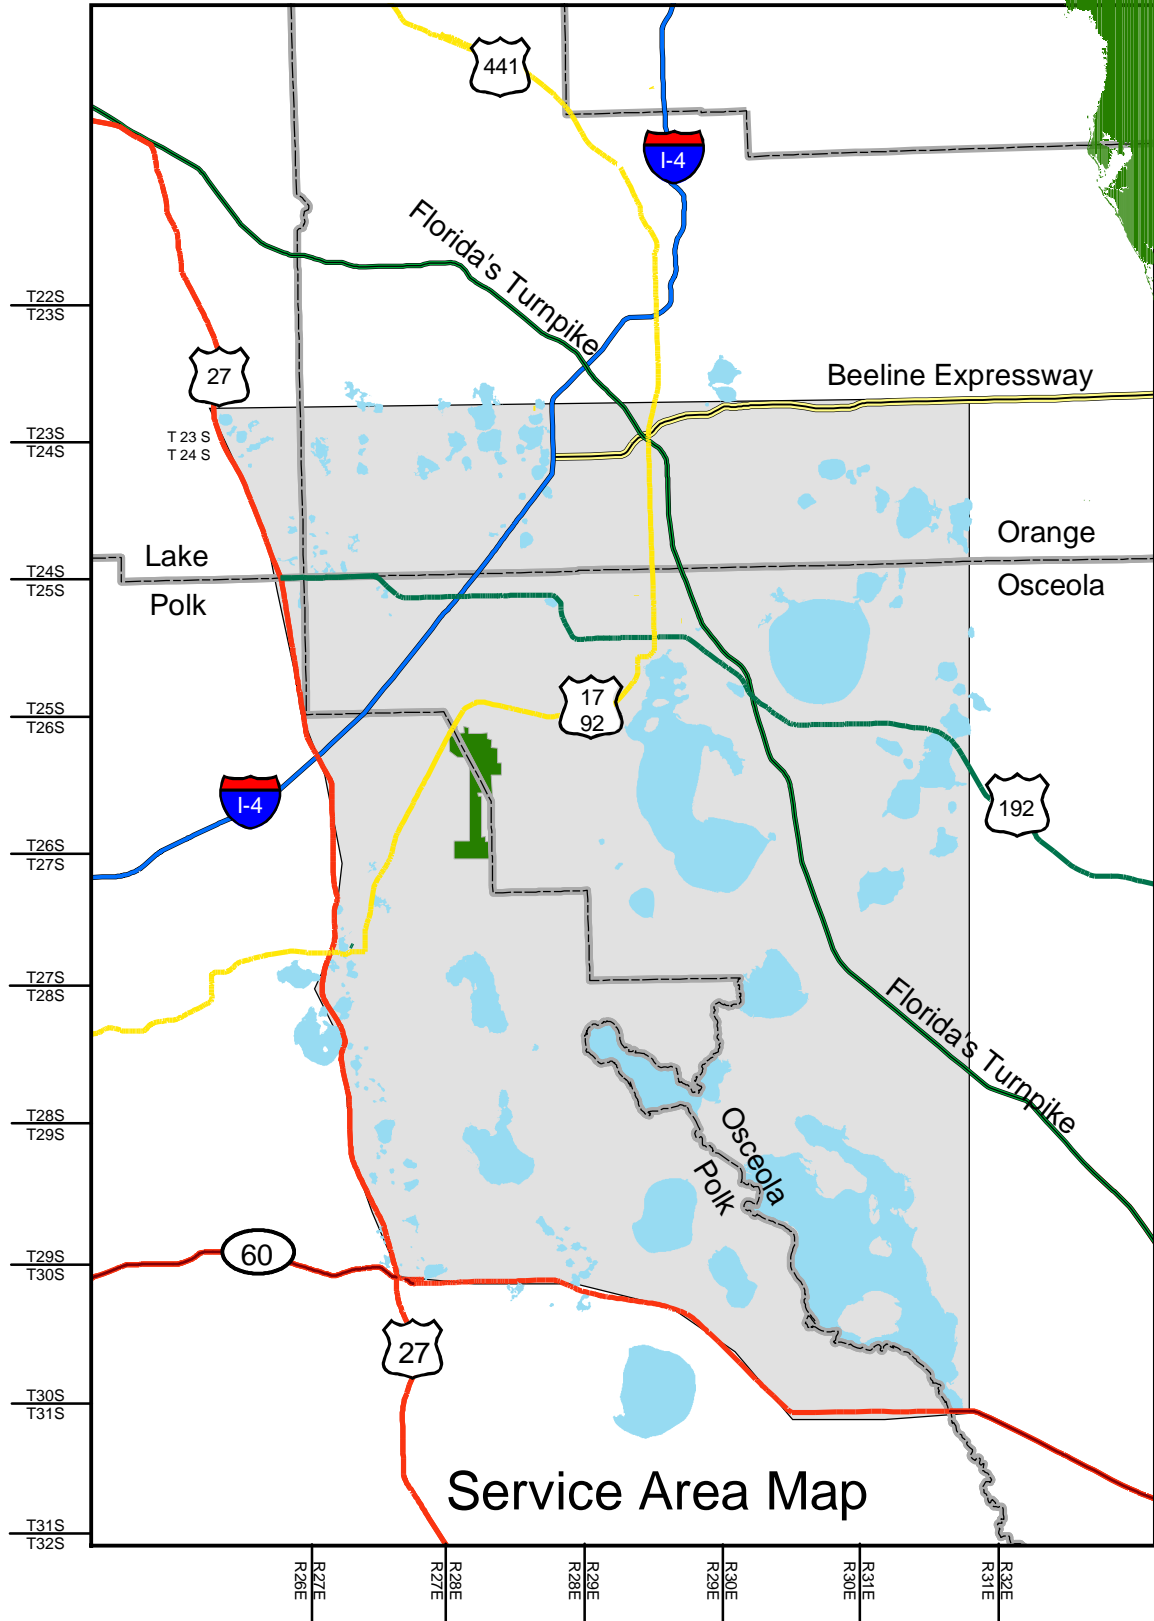 441
I-4
Florida's Turnpike
T22S
T23S
27
Beeline Expressway
T23S
T24S
T 23 S
T 24 S
Orange
Lake
T24S
T25S
Osceola
Polk
T25S
T26S
17
92
I-4
192
T26S
T27S
T27S
T28S
Florida's Turnpike
T28S
T29S
Osceola
Polk
60
T29S
T30S
27
T30S
T31S
Service Area Map
T31S
T32S
R27E
R26E
R28E
R27E
R29E
R28E
R30E
R29E
R31E
R30E
R32E
R31E